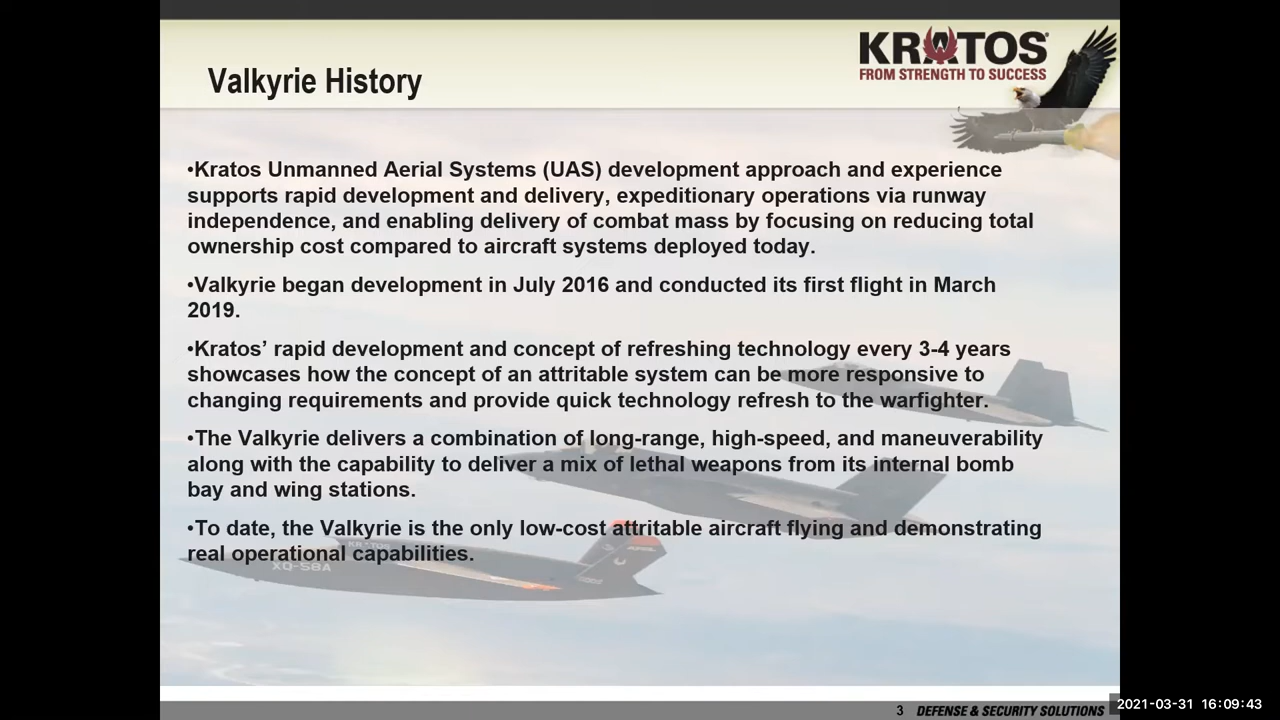 KRATOS
FROM STRENGTH TO SUCCESS
Valkyrie History
•Kratos Unmanned Aerial Systems (UAS) development approach and experience
supports rapid development and delivery, expeditionary operations via runway
independence, and enabling delivery of combat mass by focusing on reducing total
ownership cost compared to aircraft systems deployed today.
•Valkyrie began development in July 2016 and conducted its first flight in March
2019.
•Kratos’ rapid development and concept of refreshing technology every 3-4 years
showcases how the concept of an attritable system can be more responsive to
changing requirements and provide quick technology refresh to the warfighter.
•The Valkyrie delivers a combination of long-range, high-speed, and maneuverability
along with the capability to deliver a mix of lethal weapons from its internal bomb
bay and wing stations.
•To date, the Valkyrie is the only low-cost attritable aircraft flying and demonstrating
real operational capabilities.
KRATOS
XQ-58A
3 DEFENSE & SECURITY SOLUTIONS
2021-03-31 16:09:43